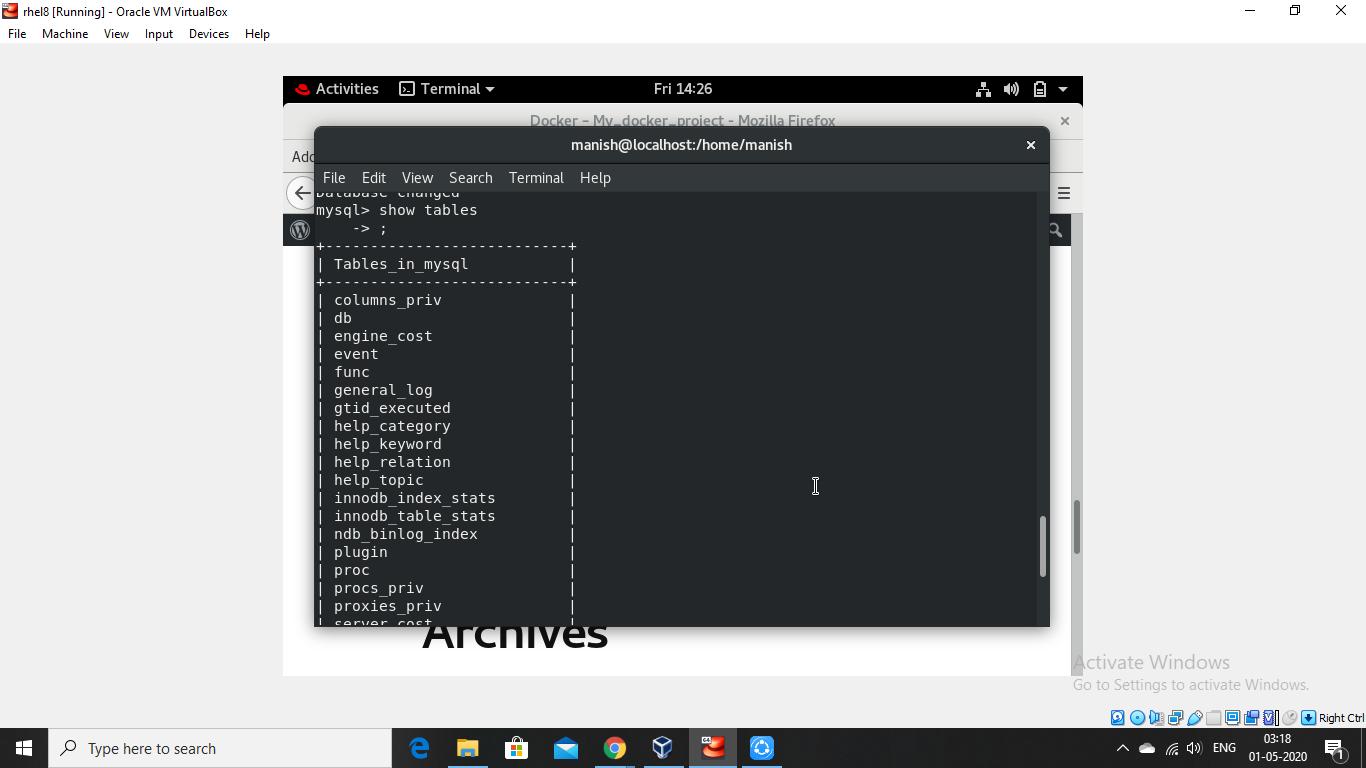 rhel8 [Running] - Oracle VM VirtualBox
File Machine View Input Devices Help
Activities Terminal Fri 14:26
Docker – My_docker_project - Mozilla Firefox
manish@localhost:/home/manish
File Edit View Search Terminal Help
Database changed
mysql> show tables
-> ;
+---------------------------+
| Tables_in_mysql |
+---------------------------+
| columns_priv |
| db |
| engine_cost |
| event |
| func |
| general_log |
| gtid_executed |
| help_category |
| help_keyword |
| help_relation |
| help_topic |
| innodb_index_stats |
| innodb_table_stats |
| ndb_binlog_index |
| plugin |
| proc |
| procs_priv |
| proxies_priv |
| server_cost |
Archives
Activate Windows
Go to Settings to activate Windows.
Right Ctrl
Type here to search
ENG
03:18
01-05-2020
1